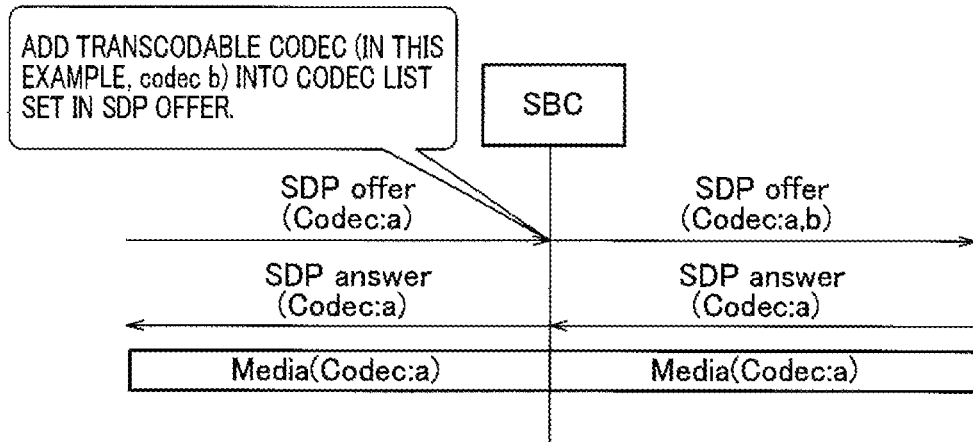 ADD TRANSCODABLE CODEC (IN THIS
EXAMPLE, codec b) INTO CODEC LIST
SET IN SDP OFFER.
SBC
SDP offer
(Codec:a)
SDP offer
(Codec:a,b)
SDP answer
(Codec:a)
SDP answer
(Codec:a)
Media(Codec:a)
Media(Codec:a)